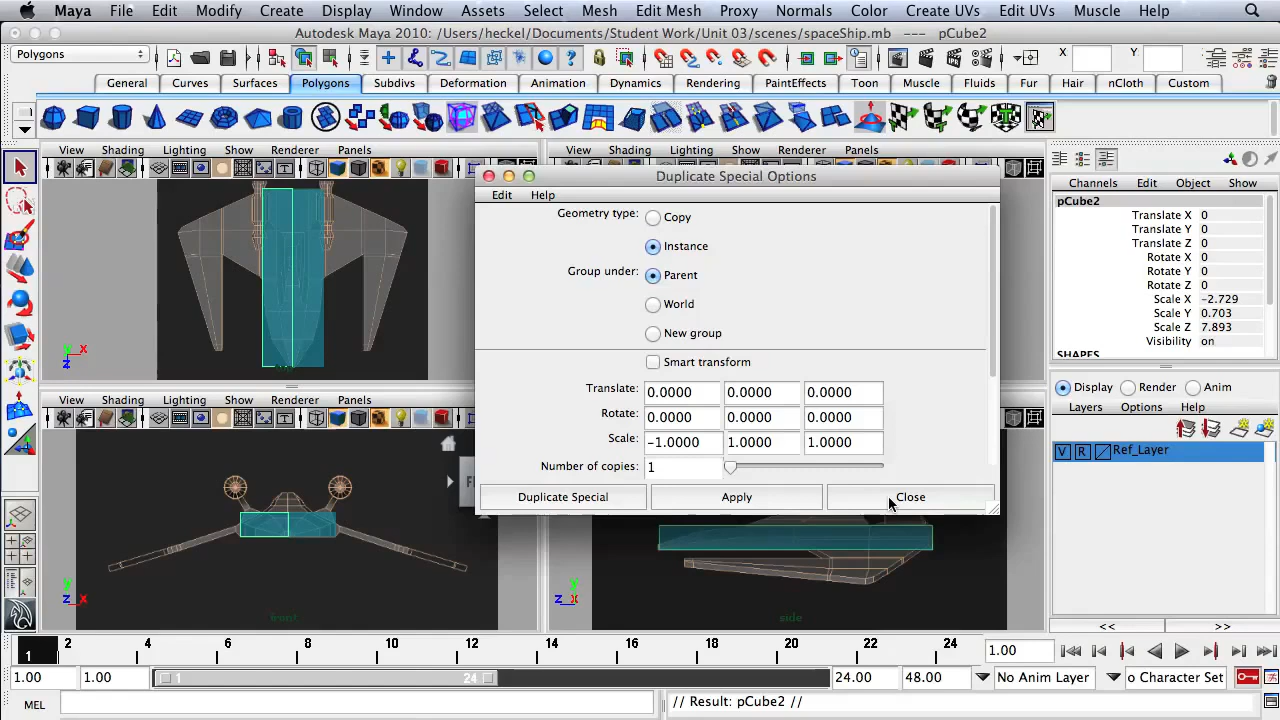 Maya File Edit Modify Create Display Window Assets Select Mesh Edit Mesh Proxy Normals Color Create UVs Edit UVs Muscle Help
Autodesk Maya 2010: /Users/heckel/Documents/Student Work/Unit 03/scenes/spaceShip.mb --- pCube2
Polygons X Y
General Curves Surfaces Polygons Subdivs Deformation Animation Dynamics Rendering PaintEffects Toon Muscle Fluids Fur Hair nCloth Custom
View Shading Lighting Show Renderer Panels
View Shading Lighting Show Renderer Panels
Duplicate Special Options
Edit Help
Geometry type: Copy
Instance
Group under: Parent
World
New group
Smart transform
Translate: 0.0000 0.0000 0.0000
Rotate: 0.0000 0.0000 0.0000
Scale: -1.0000 1.0000 1.0000
Number of copies: 1
Duplicate Special Apply Close
Channels Edit Object Show
pCube2
Translate X 0
Translate Y 0
Translate Z 0
Rotate X 0
Rotate Y 0
Rotate Z 0
Scale X -2.729
Scale Y 0.703
Scale Z 7.893
Visibility on
SHAPES
Display Render Anim
Layers Options Help
V R Ref_Layer
y x
z
View Shading Lighting Show Renderer Panels
y
z x
front
y
z x
side
<< >>
1 2 4 6 8 10 12 14 16 18 20 22 24
1.00
1.00 1.00 1 24 24.00 48.00 No Anim Layer o Character Set
MEL // Result: pCube2 //